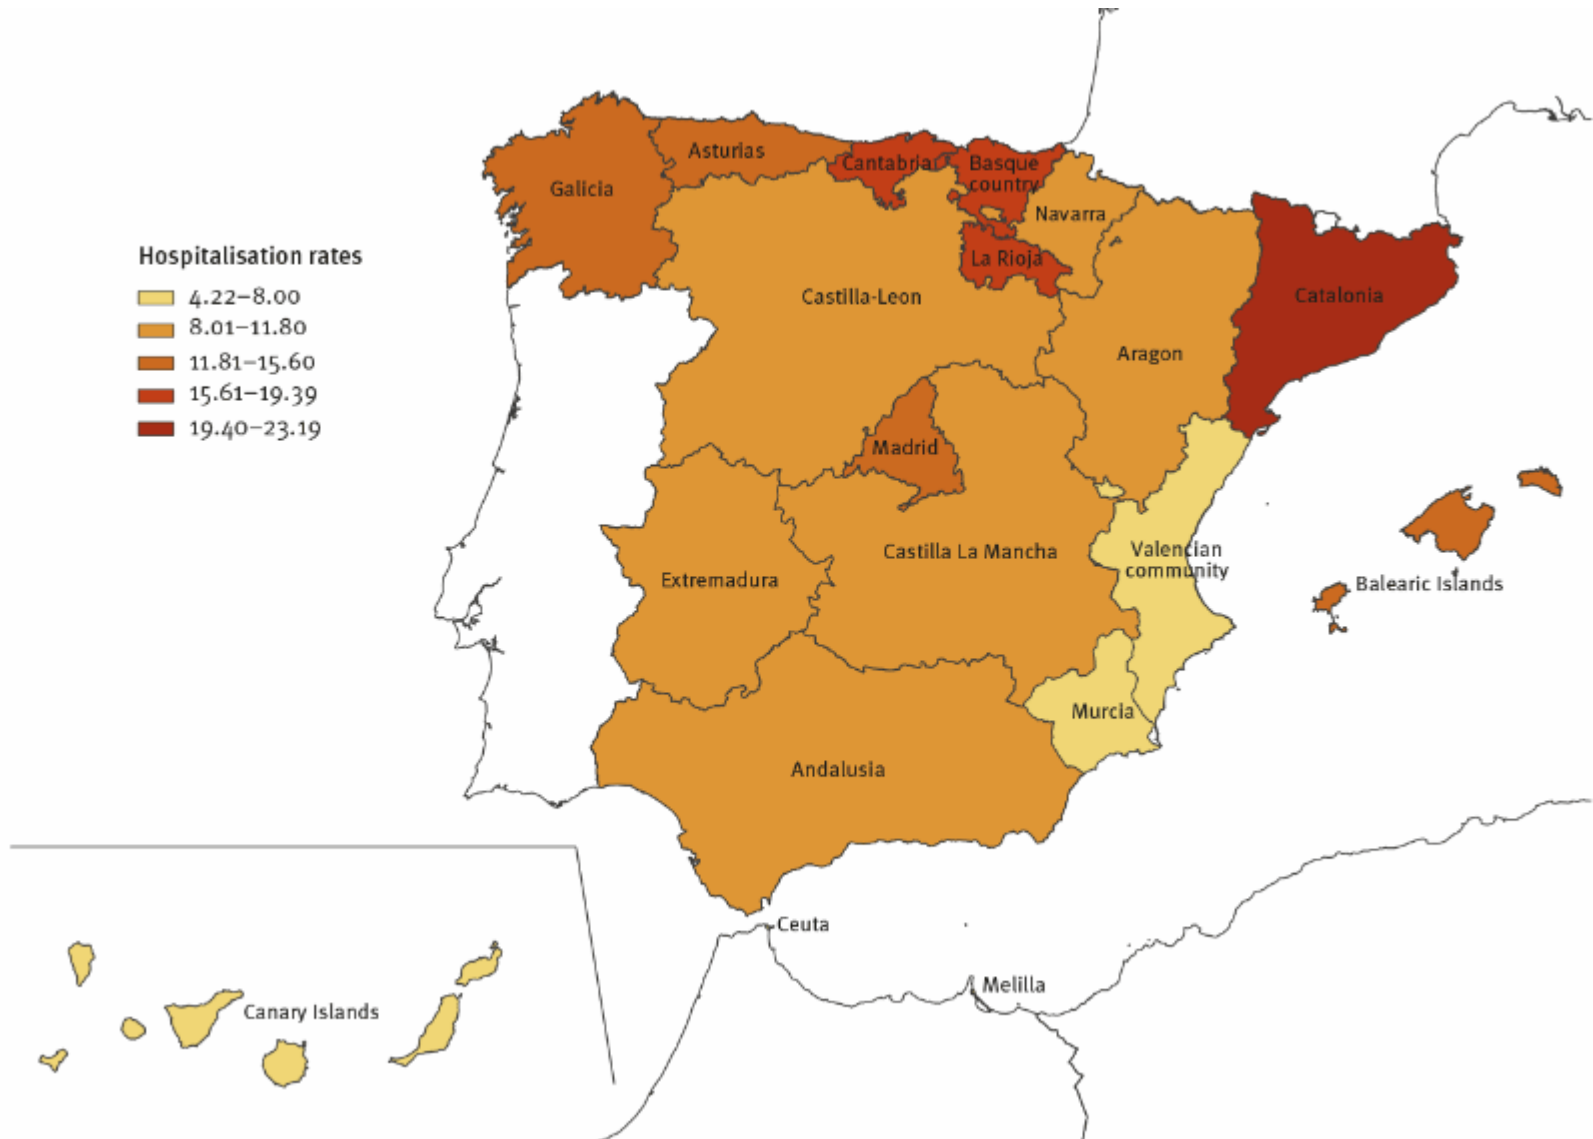 Asturias
Cantabria
Basque
country
Galicia
Navarra
Hospitalisation rates
La Rioja
4.22–8.00
Castilla-Leon
Catalonia
8.01–11.80
11.81–15.60
Aragon
15.61–19.39
19.40–23.19
Madrid
Castilla La Mancha
Valencian
community
Extremadura
Balearic Islands
Murcia
Andalusia
Ceuta
Melilla
Canary Islands